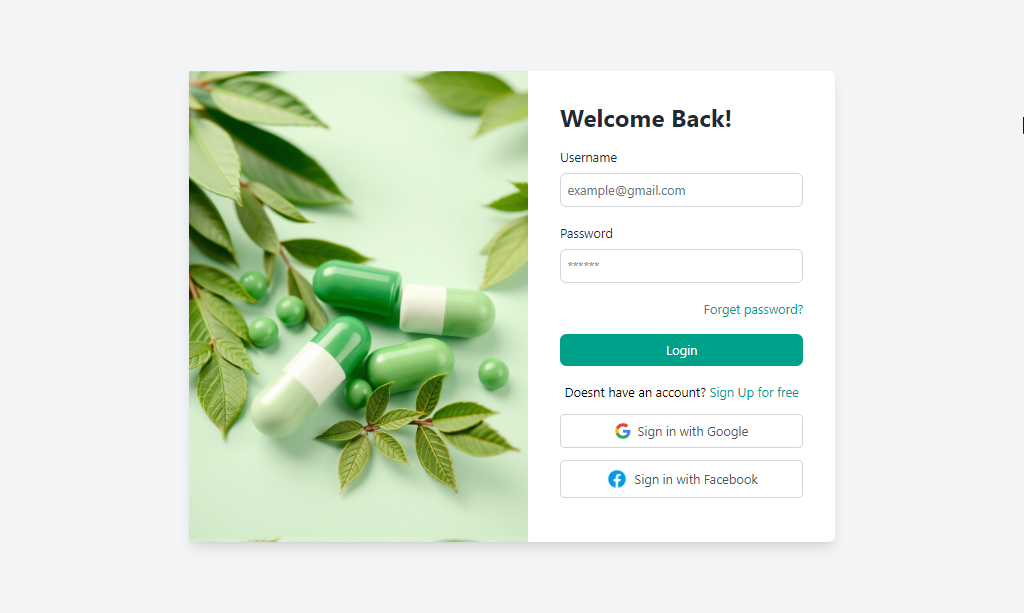 Welcome Back!
Username
example@gmail.com
Password
******
Forget password?
Login
Doesnt have an account? Sign Up for free
Sign in with Google
Sign in with Facebook